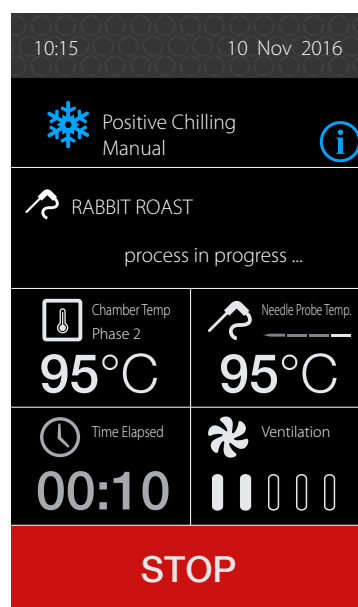 10:15 10 Nov 2016
Positive Chilling
Manual
i
RABBIT ROAST
process in progress ...
Chamber Temp
Phase 2
95°C
Needle Probe Temp.
95°C
Time Elapsed
00:10
Ventilation
STOP